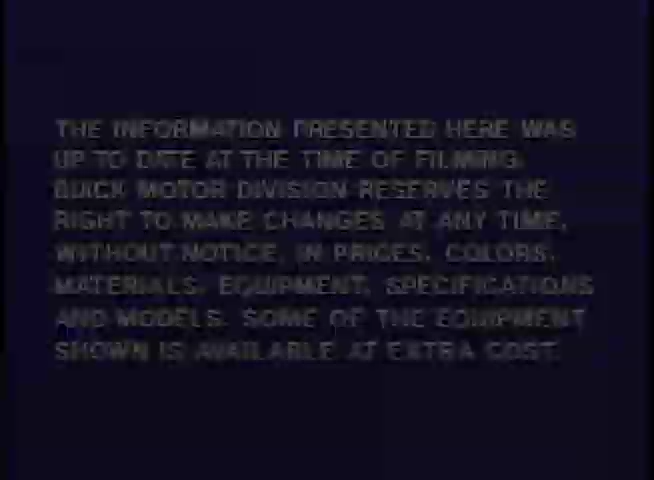 THE INFORMATION PRESENTED HERE WAS
UP TO DATE AT THE TIME OF FILMING.
BUICK MOTOR DIVISION RESERVES THE
RIGHT TO MAKE CHANGES AT ANY TIME,
WITHOUT NOTICE, IN PRICES, COLORS,
MATERIALS, EQUIPMENT, SPECIFICATIONS
AND MODELS. SOME OF THE EQUIPMENT
SHOWN IS AVAILABLE AT EXTRA COST.